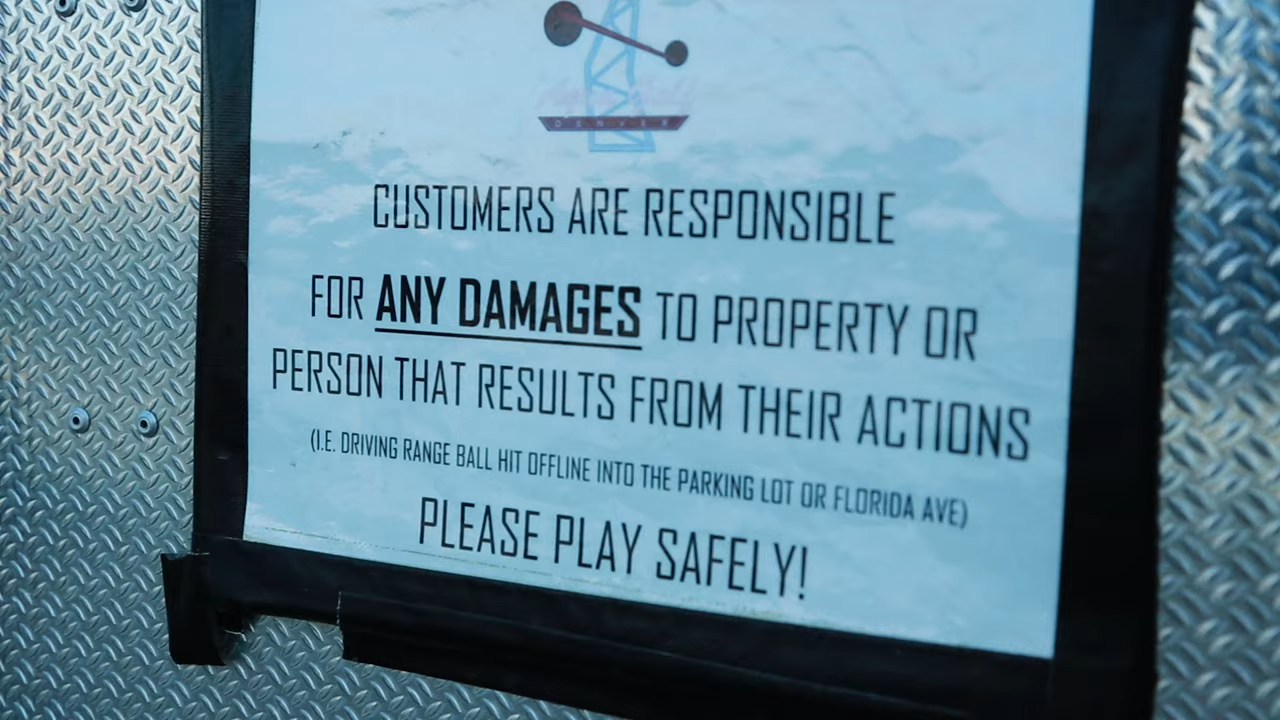 DENVER
CUSTOMERS ARE RESPONSIBLE
FOR ANY DAMAGES TO PROPERTY OR
PERSON THAT RESULTS FROM THEIR ACTIONS
(I.E. DRIVING RANGE BALL HIT OFFLINE INTO THE PARKING LOT OR FLORIDA AVE)
PLEASE PLAY SAFELY!